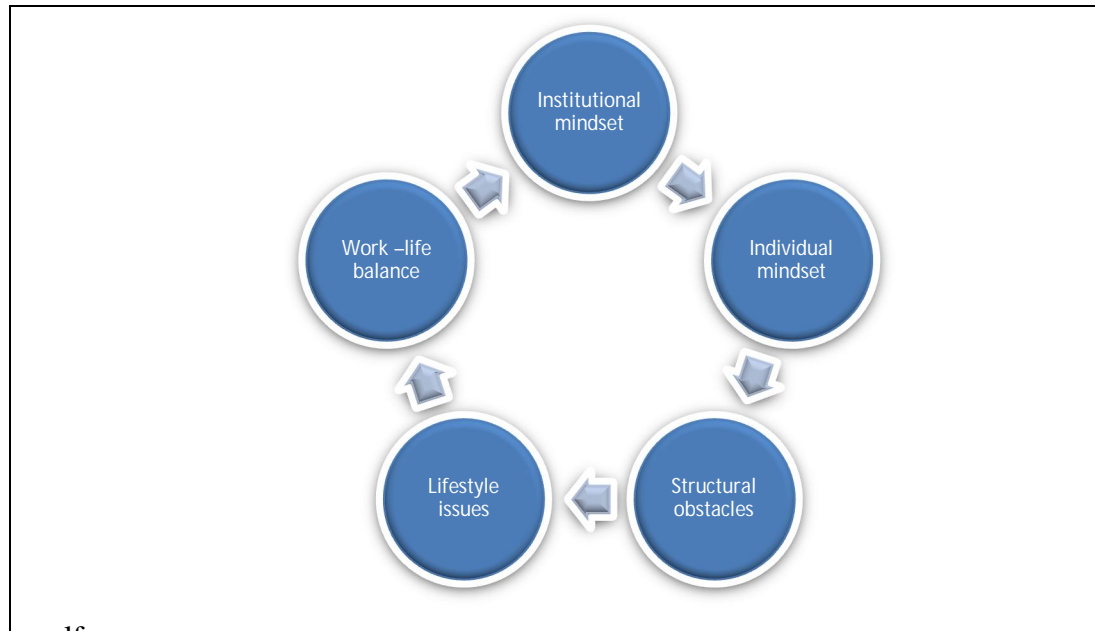 Institutional
mindset
Individual
mindset
Structural
obstacles
Lifestyle
issues
Work –life
balance